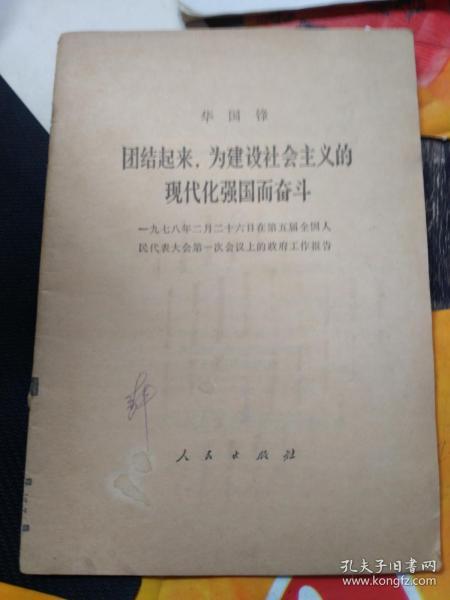 华国锋
团结起来，为建设社会主义的
现代化强国而奋斗
一九七八年二月二十六日在第五届全国人
民代表大会第一次会议上的政府工作报告
人民出版社
孔夫子旧书网
www.kongfz.com